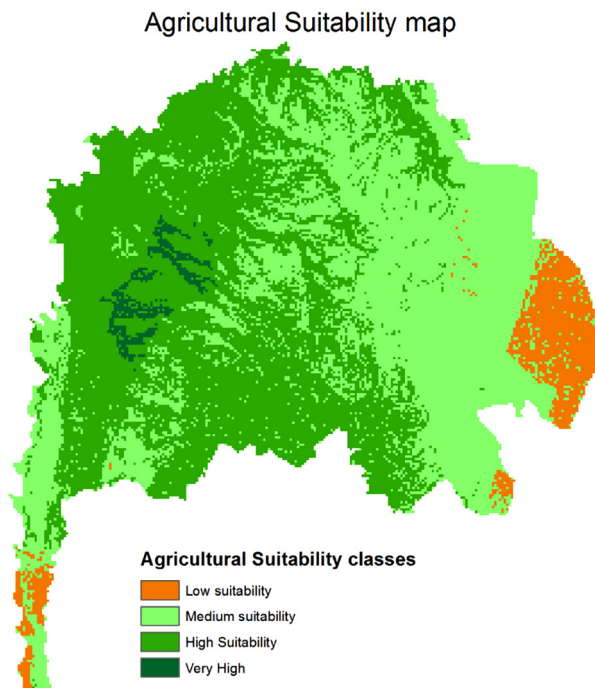 Agricultural Suitability map
Agricultural Suitability classes
Low suitability
Medium suitability
High Suitability
Very High